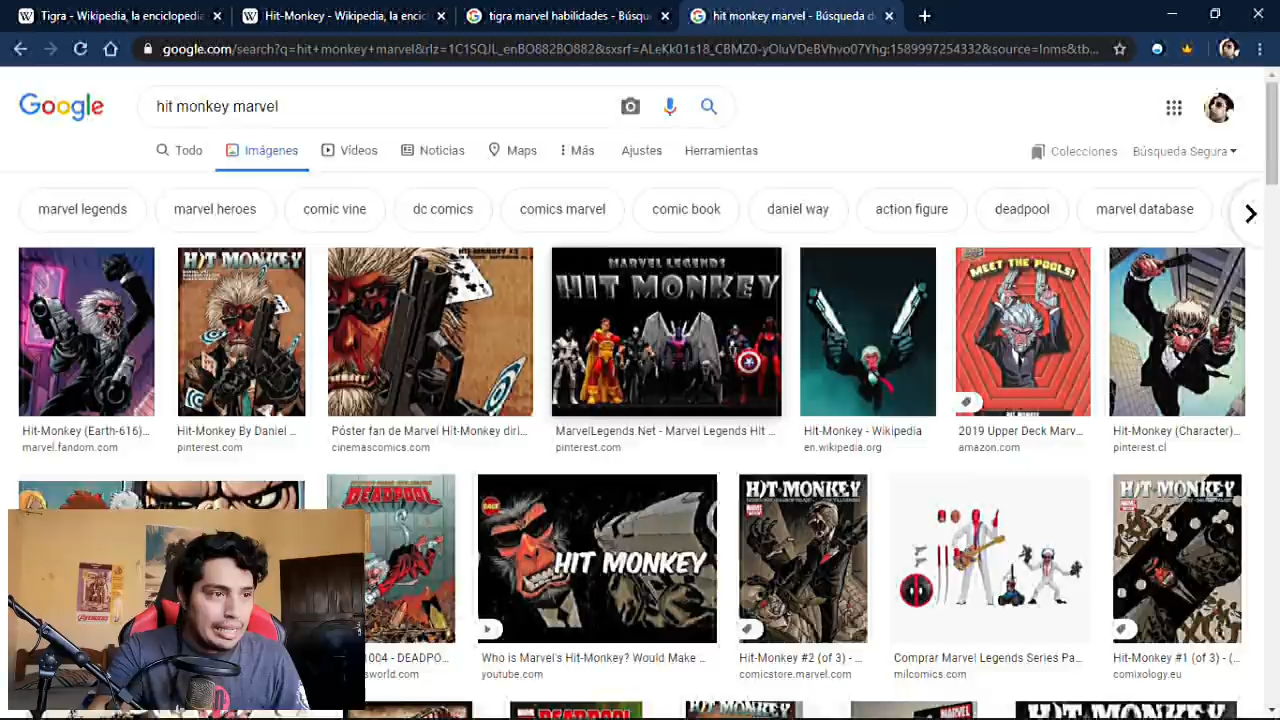 Tigra - Wikipedia, la enciclopedia
Hit-Monkey - Wikipedia, la encic
tigra marvel habilidades - Búsqu
hit monkey marvel - Búsqueda d
google.com/search?q=hit+monkey+marvel&rlz=1C1SQJL_enBO882BO882&sxsrf=ALeKk01s18_CBMZ0-yOluVDeBVhvo07Yhg:1589997254332&source=lnms&tb...
Google
hit monkey marvel
Todo
Imágenes
Vídeos
Noticias
Maps
Más
Ajustes
Herramientas
Colecciones
Búsqueda Segura
marvel legends
marvel heroes
comic vine
dc comics
comics marvel
comic book
daniel way
action figure
deadpool
marvel database
HIT MONKEY
MARVEL LEGENDS
HIT MONKEY
MEET THE POOLS!
Hit-Monkey (Earth-616)...
marvel.fandom.com
Hit-Monkey By Daniel ...
pinterest.com
Póster fan de Marvel Hit-Monkey diri...
cinemascomics.com
MarvelLegends.Net - Marvel Legends Hit ...
pinterest.com
Hit-Monkey - Wikipedia
en.wikipedia.org
2019 Upper Deck Marv...
amazon.com
Hit-Monkey (Character)...
pinterest.cl
DEADPOOL
HIT MONKEY
HIT-MONKEY
HIT-MONKEY
1004 - DEADPO...
sworld.com
Who is Marvel's Hit-Monkey? Would Make ...
youtube.com
Hit-Monkey #2 (of 3) - ...
comicstore.marvel.com
Comprar Marvel Legends Series Pa...
milcomics.com
Hit-Monkey #1 (of 3) - (...
comixology.eu
AVENGERS